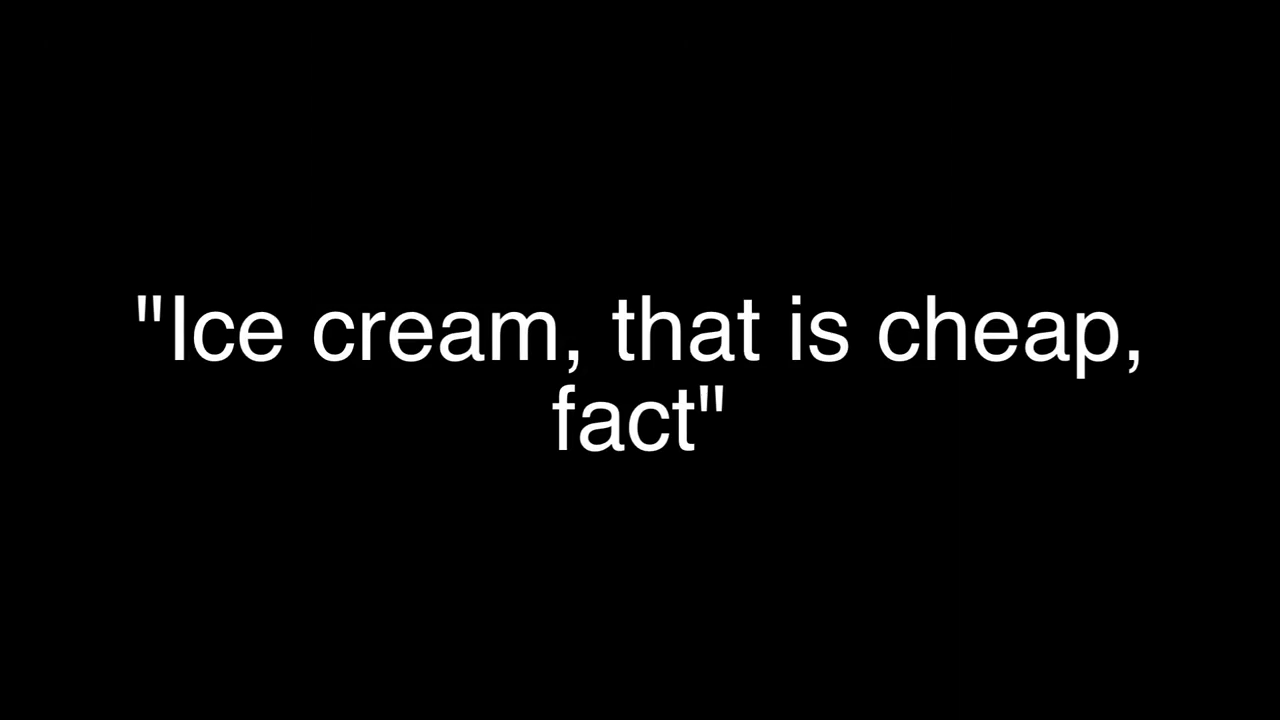 "Ice cream, that is cheap,
fact"